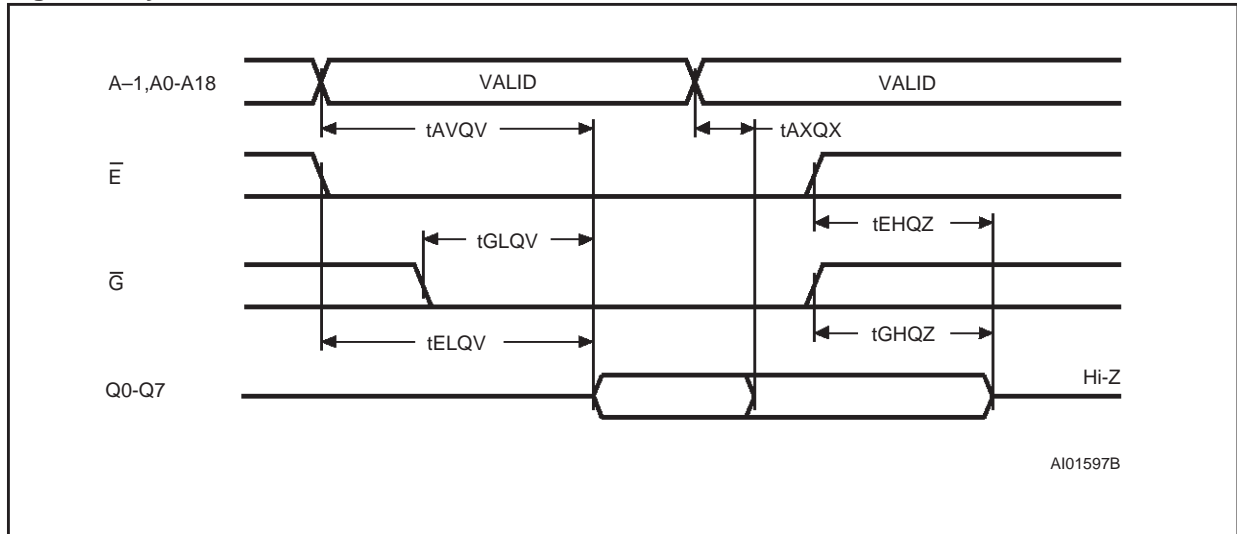 A–1,A0-A18 VALID VALID
tAVQV tAXQX
E̅
tEHQZ
tGLQV
G̅
tELQV tGHQZ
Q0-Q7 Hi-Z
AI01597B